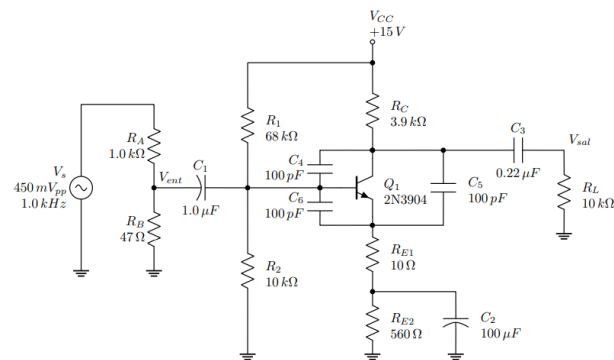 V_CC
+15 V
R_1
68 kΩ
R_C
3.9 kΩ
C_3
0.22 μF
V_sal
R_A
1.0 kΩ
V_s
450 mV_pp
1.0 kHz
V_ent
C_1
1.0 μF
C_4
100 pF
C_6
100 pF
Q_1
2N3904
C_5
100 pF
R_L
10 kΩ
R_B
47 Ω
R_2
10 kΩ
R_E1
10 Ω
R_E2
560 Ω
C_2
100 μF